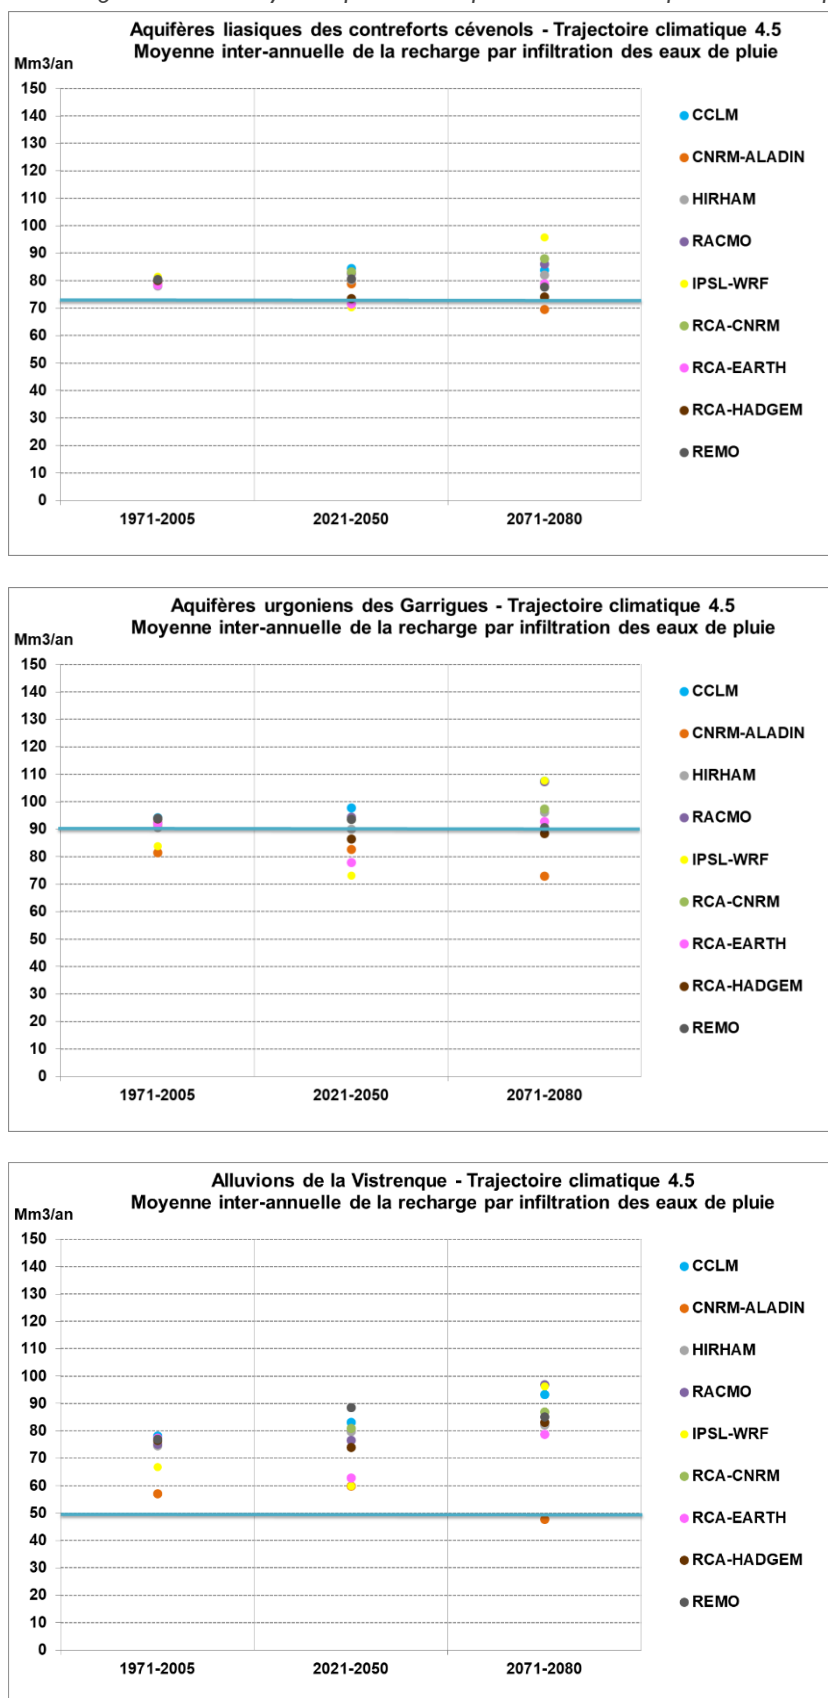 Aquifères liasiques des contreforts cévenols - Trajectoire climatique 4.5
Moyenne inter-annuelle de la recharge par infiltration des eaux de pluie
Mm3/an
150
140
130
120
110
100
90
80
70
60
50
40
30
20
10
0
1971-2005 2021-2050 2071-2080
CCLM
CNRM-ALADIN
HIRHAM
RACMO
IPSL-WRF
RCA-CNRM
RCA-EARTH
RCA-HADGEM
REMO
Aquifères urgoniens des Garrigues - Trajectoire climatique 4.5
Moyenne inter-annuelle de la recharge par infiltration des eaux de pluie
Mm3/an
150
140
130
120
110
100
90
80
70
60
50
40
30
20
10
0
1971-2005 2021-2050 2071-2080
CCLM
CNRM-ALADIN
HIRHAM
RACMO
IPSL-WRF
RCA-CNRM
RCA-EARTH
RCA-HADGEM
REMO
Alluvions de la Vistrenque - Trajectoire climatique 4.5
Moyenne inter-annuelle de la recharge par infiltration des eaux de pluie
Mm3/an
150
140
130
120
110
100
90
80
70
60
50
40
30
20
10
0
1971-2005 2021-2050 2071-2080
CCLM
CNRM-ALADIN
HIRHAM
RACMO
IPSL-WRF
RCA-CNRM
RCA-EARTH
RCA-HADGEM
REMO